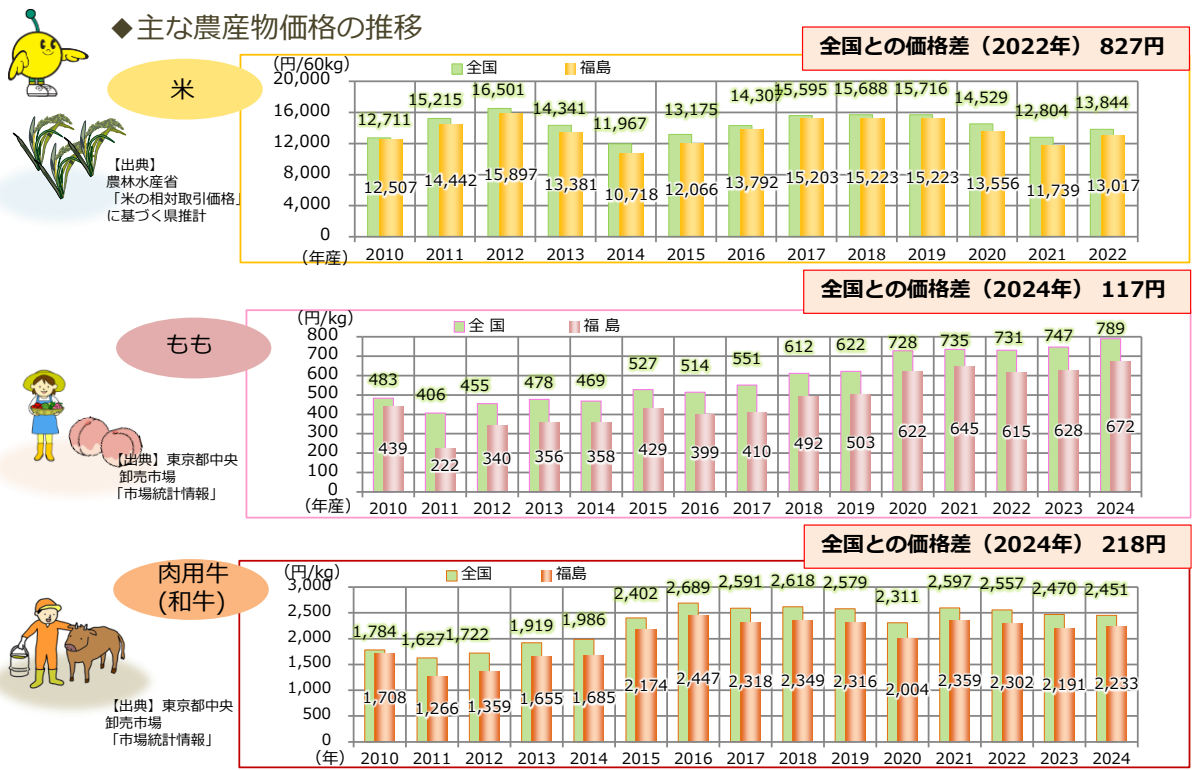 ◆主な農産物価格の推移
全国との価格差（2022年） 827円
米
（円/60kg）
全国 福島
20,000
16,000
12,000
8,000
4,000
0
12,711 15,215 16,501 14,341 11,967 13,175 14,307 15,595 15,688 15,716 14,529 12,804 13,844
12,507 14,442 15,897 13,381 10,718 12,066 13,792 15,203 15,223 15,223 13,556 11,739 13,017
（年産） 2010 2011 2012 2013 2014 2015 2016 2017 2018 2019 2020 2021 2022
【出典】
農林水産省
「米の相対取引価格」
に基づく県推計
全国との価格差（2024年） 117円
もも
（円/kg）
全 国 福 島
800
700
600
500
400
300
200
100
0
483 406 455 478 469 527 514 551 612 622 728 735 731 747 789
439 222 340 356 358 429 399 410 492 503 622 645 615 628 672
（年産） 2010 2011 2012 2013 2014 2015 2016 2017 2018 2019 2020 2021 2022 2023 2024
【出典】東京都中央
卸売市場
「市場統計情報」
全国との価格差（2024年） 218円
肉用牛
(和牛)
（円/kg）
全国 福島
3,000
2,500
2,000
1,500
1,000
500
0
1,784 1,627 1,722 1,919 1,986 2,402 2,689 2,591 2,618 2,579 2,311 2,597 2,557 2,470 2,451
1,708 1,266 1,359 1,655 1,685 2,174 2,447 2,318 2,349 2,316 2,004 2,359 2,302 2,191 2,233
（年） 2010 2011 2012 2013 2014 2015 2016 2017 2018 2019 2020 2021 2022 2023 2024
【出典】東京都中央
卸売市場
「市場統計情報」